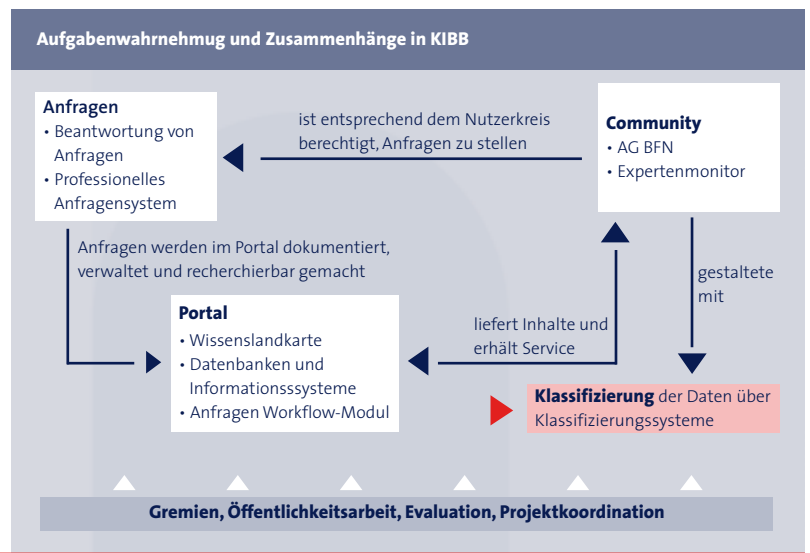 Aufgabenwahrnehmug und Zusammenhänge in KIBB
Anfragen
• Beantwortung von
Anfragen
• Professionelles
Anfragensystem
ist entsprechend dem Nutzerkreis
berechtigt, Anfragen zu stellen
Community
• AG BFN
• Expertenmonitor
Anfragen werden im Portal dokumentiert,
verwaltet und recherchierbar gemacht
gestaltete
mit
Portal
• Wissenslandkarte
• Datenbanken und
Informationsssysteme
• Anfragen Workflow-Modul
liefert Inhalte und
erhält Service
Klassifizierung der Daten über
Klassifizierungssysteme
Gremien, Öffentlichkeitsarbeit, Evaluation, Projektkoordination